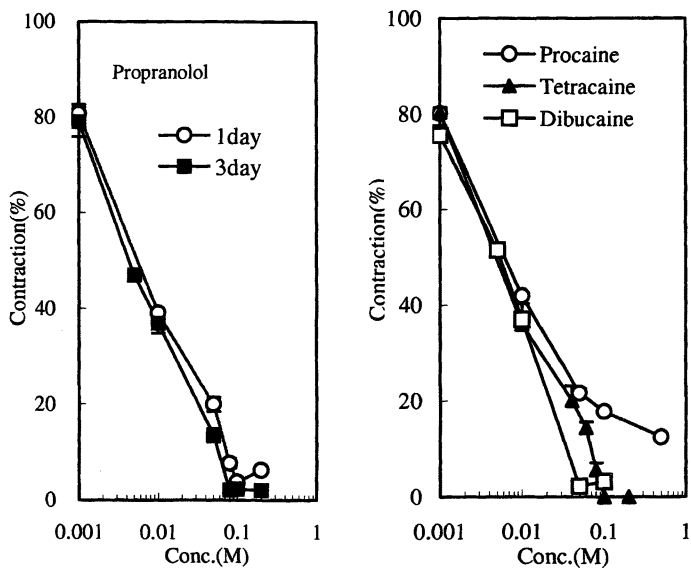 100
80
60
40
20
0
Contraction(%)
Propranolol
1day
3day
0.001
0.01
0.1
1
Conc.(M)
100
80
60
40
20
0
Contraction(%)
Procaine
Tetracaine
Dibucaine
0.001
0.01
0.1
1
Conc.(M)